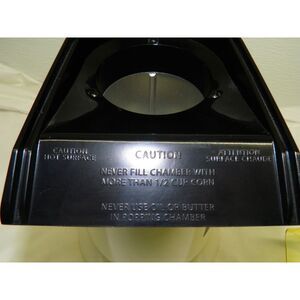 CAUTION
HOT SURFACE
CAUTION
ATTENTION
SURFACE CHAUDE
NEVER FILL CHAMBER WITH
MORE THAN 1/2 CUP CORN
NEVER USE OIL OR BUTTER
IN POPPING CHAMBER